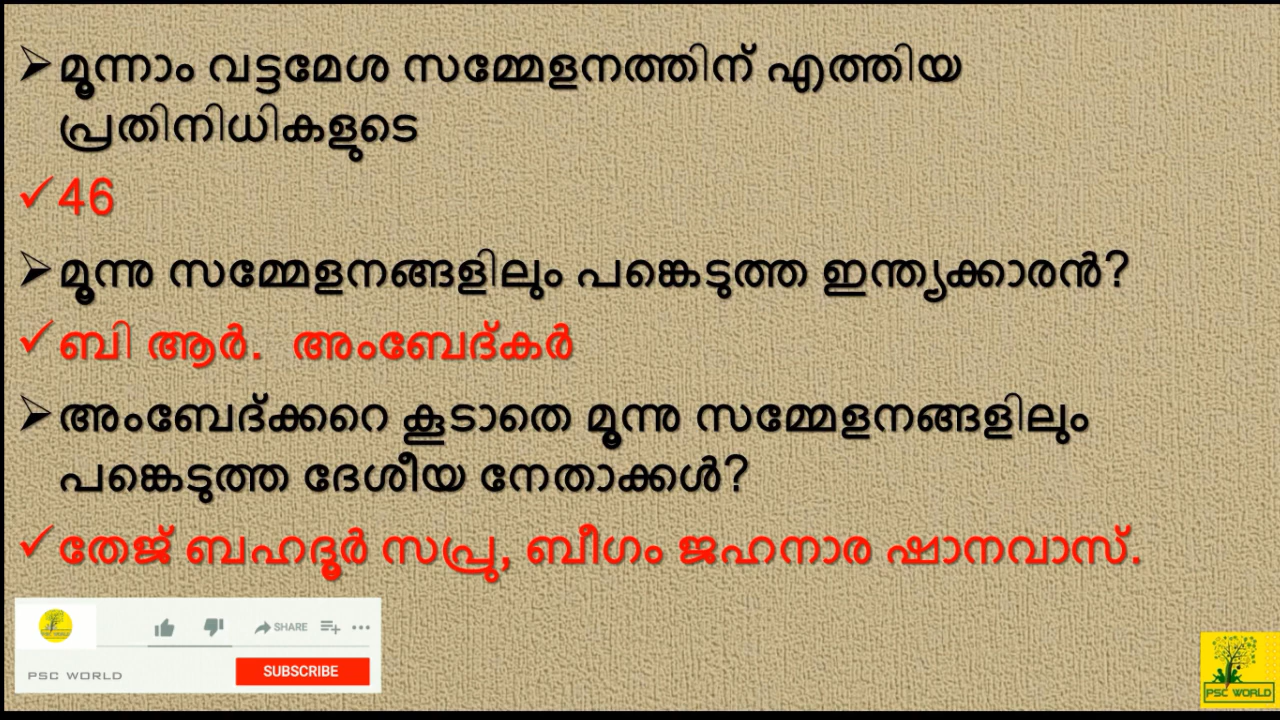 ➢മൂന്നാം വട്ടമേശ സമ്മേളനത്തിന് എത്തിയ
പ്രതിനിധികളുടെ
✓46
➢മൂന്നു സമ്മേളനങ്ങളിലും പങ്കെടുത്ത ഇന്ത്യക്കാരൻ?
✓ബി ആർ. അംബേദ്കർ
➢അംബേദ്ക്കറെ കൂടാതെ മൂന്നു സമ്മേളനങ്ങളിലും
പങ്കെടുത്ത ദേശീയ നേതാക്കൾ?
✓തേജ് ബഹദൂർ സപ്രു, ബീഗം ജഹനാര ഷാനവാസ്.
SHARE
PSC WORLD
SUBSCRIBE
PSC WORLD